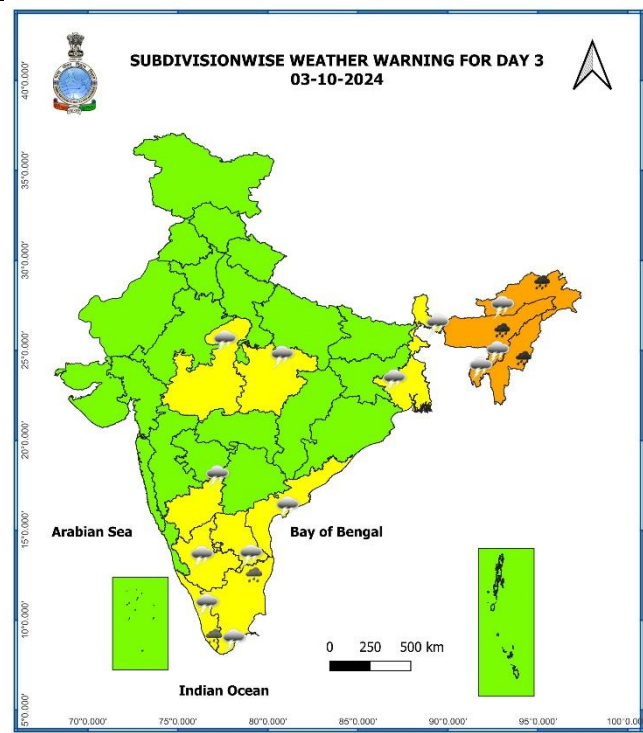 SUBDIVISIONWISE WEATHER WARNING FOR DAY 3
03-10-2024
40°0.000'
35°0.000'
30°0.000'
25°0.000'
20°0.000'
Arabian Sea
Bay of Bengal
15°0.000'
10°0.000'
0 250 500 km
Indian Ocean
5°0.000'
70°0.000' 75°0.000' 80°0.000' 85°0.000' 90°0.000' 95°0.000' 100°0.000'